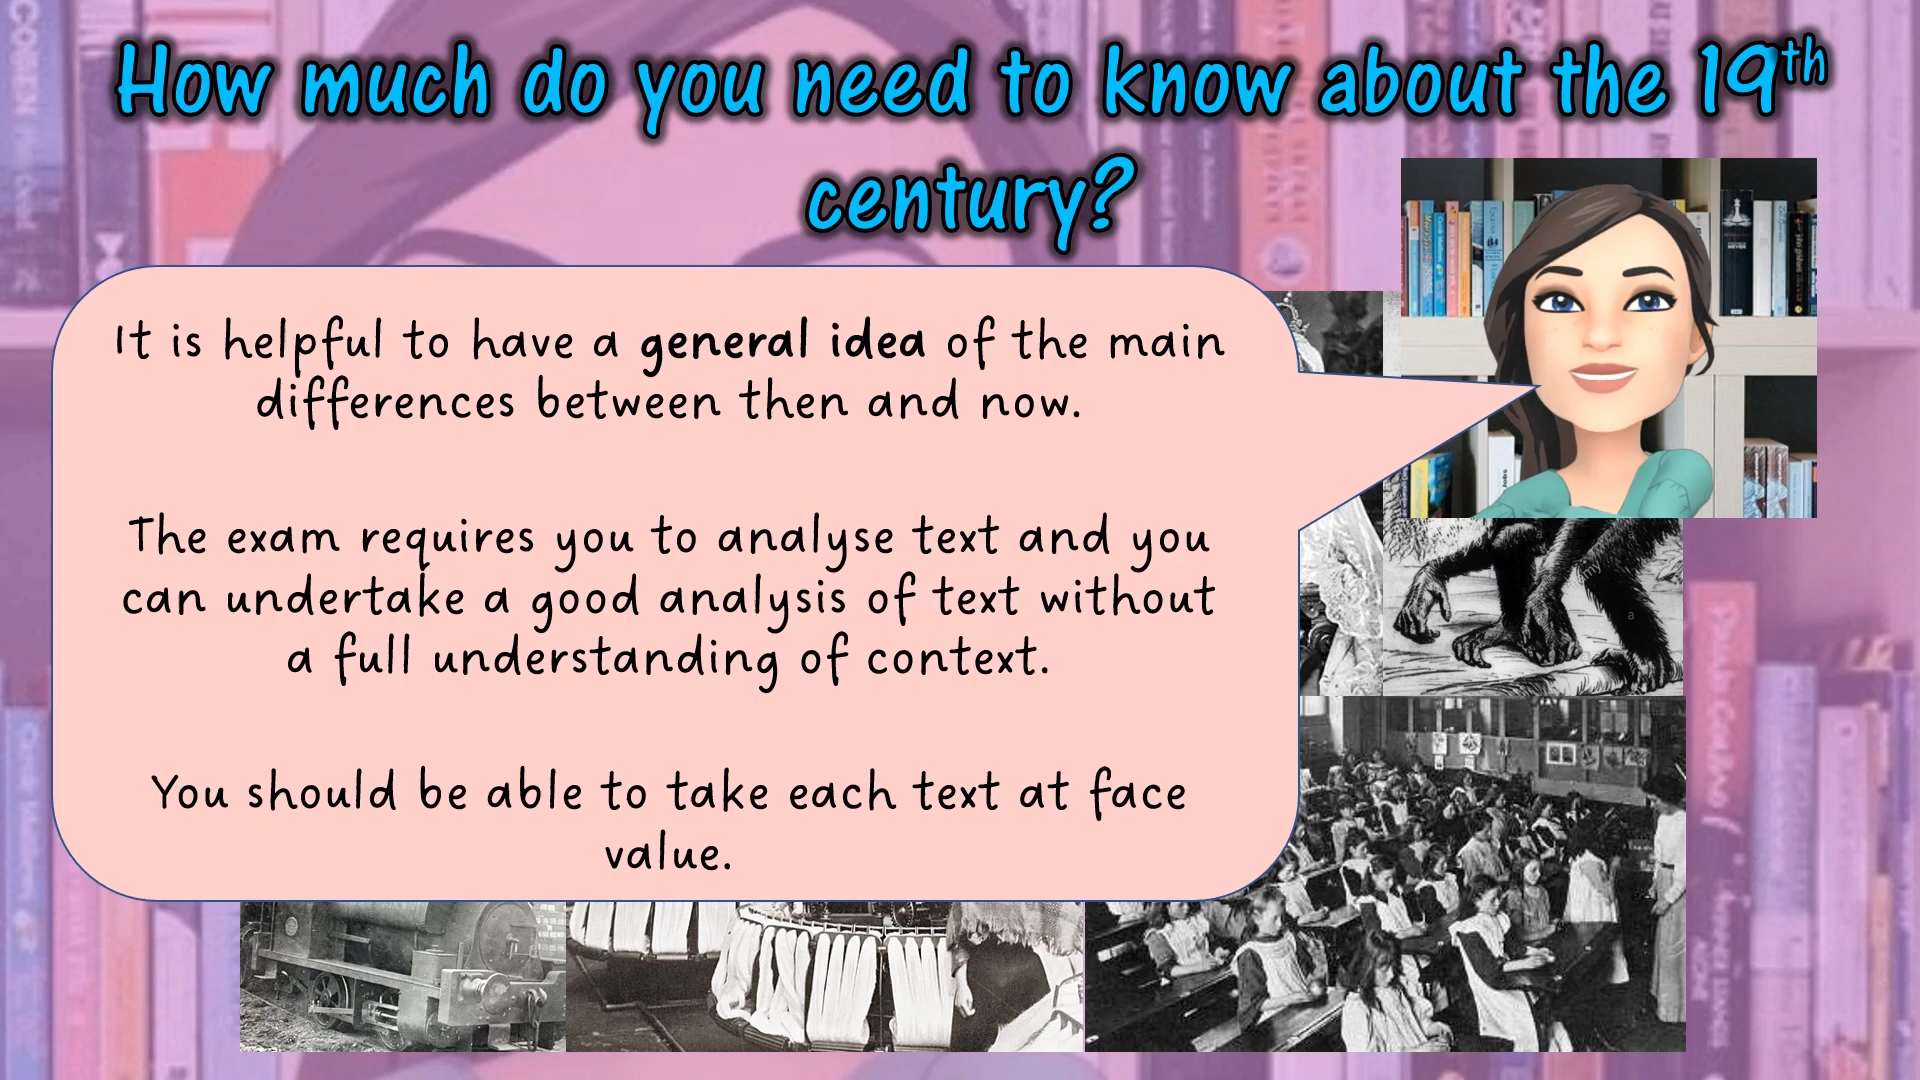 How much do you need to know about the 19th
century?
It is helpful to have a general idea of the main
differences between then and now.
The exam requires you to analyse text and you
can undertake a good analysis of text without
a full understanding of context.
You should be able to take each text at face
value.